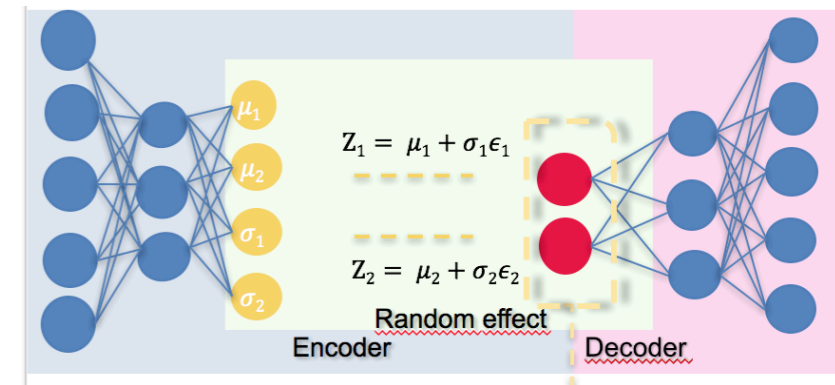 μ₁
μ₂
σ₁
σ₂
Z₁ = μ₁ + σ₁ϵ₁
Z₂ = μ₂ + σ₂ϵ₂
Random effect
Encoder
Decoder